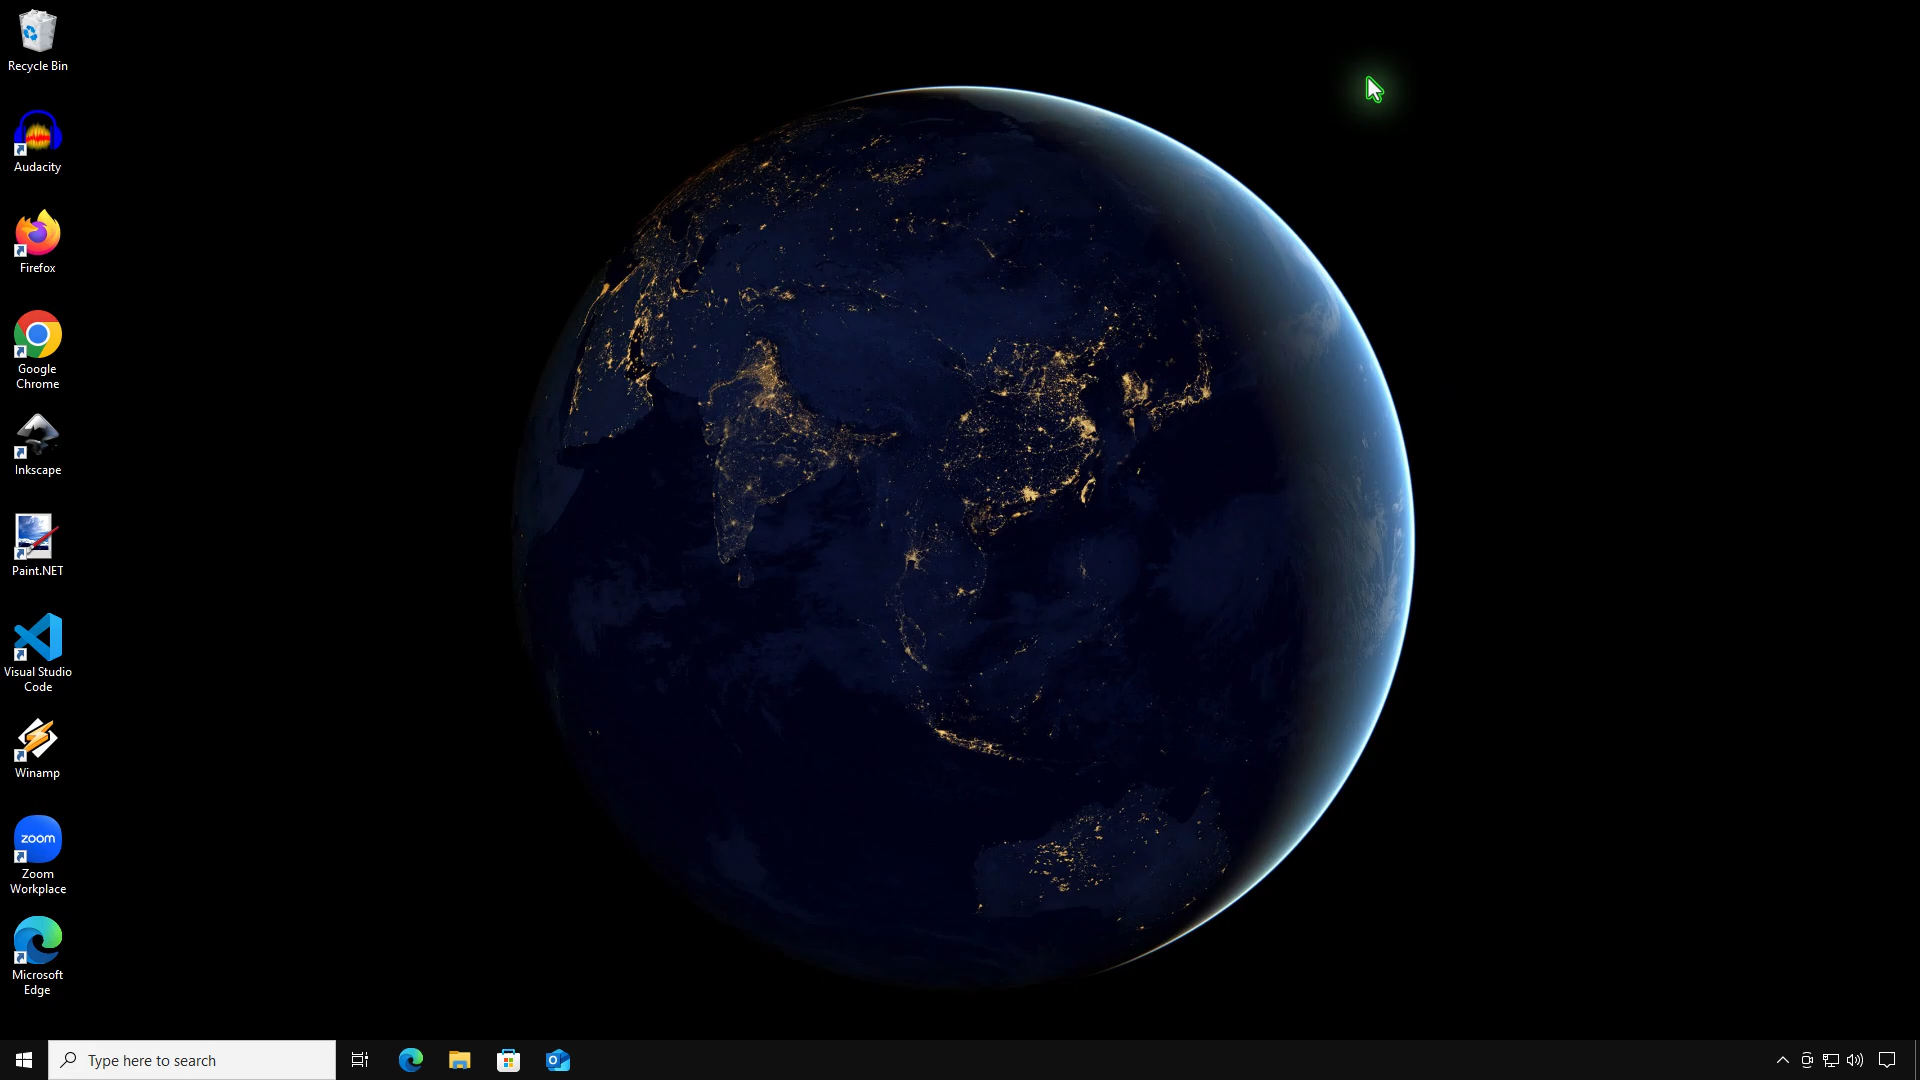 Recycle Bin
Audacity
Firefox
Google
Chrome
Inkscape
Paint.NET
Visual Studio
Code
Winamp
zoom
Zoom
Workplace
Microsoft
Edge
Type here to search